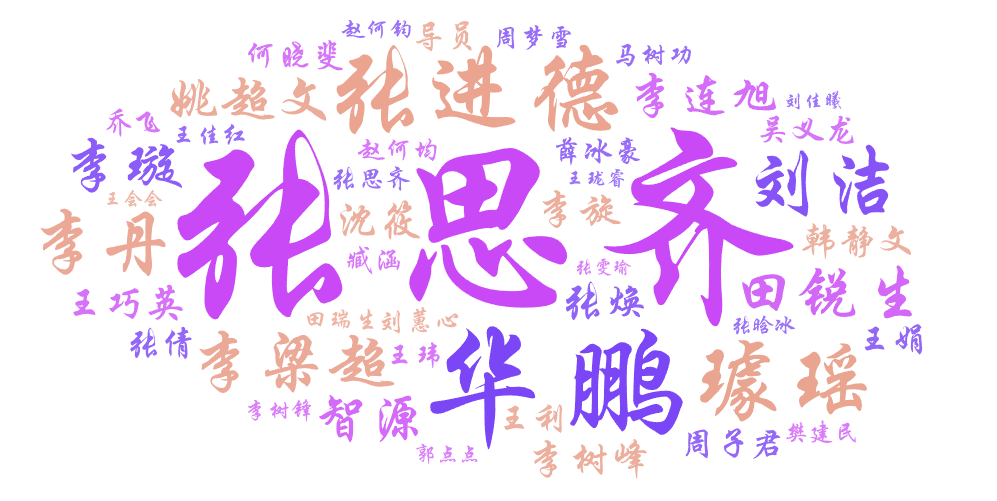 赵何钧
导员
周梦雪
何晓斐
张进德
马树功
姚超文
李连旭
刘佳曦
乔飞
王佳红
吴义龙
李璇
赵何均
薛冰豪
张思齐
刘洁
王会会
张思齐
王珑睿
李丹
沈筱
李旋
韩静文
臧涵
张雯瑜
王巧英
张焕
田锐生
张倩
田瑞生
刘蕙心
张晗冰
王娟
李梁超
王玮
华鹏
璩瑶
李树锋
智源
王利
周子君
樊建民
郭点点
李树峰